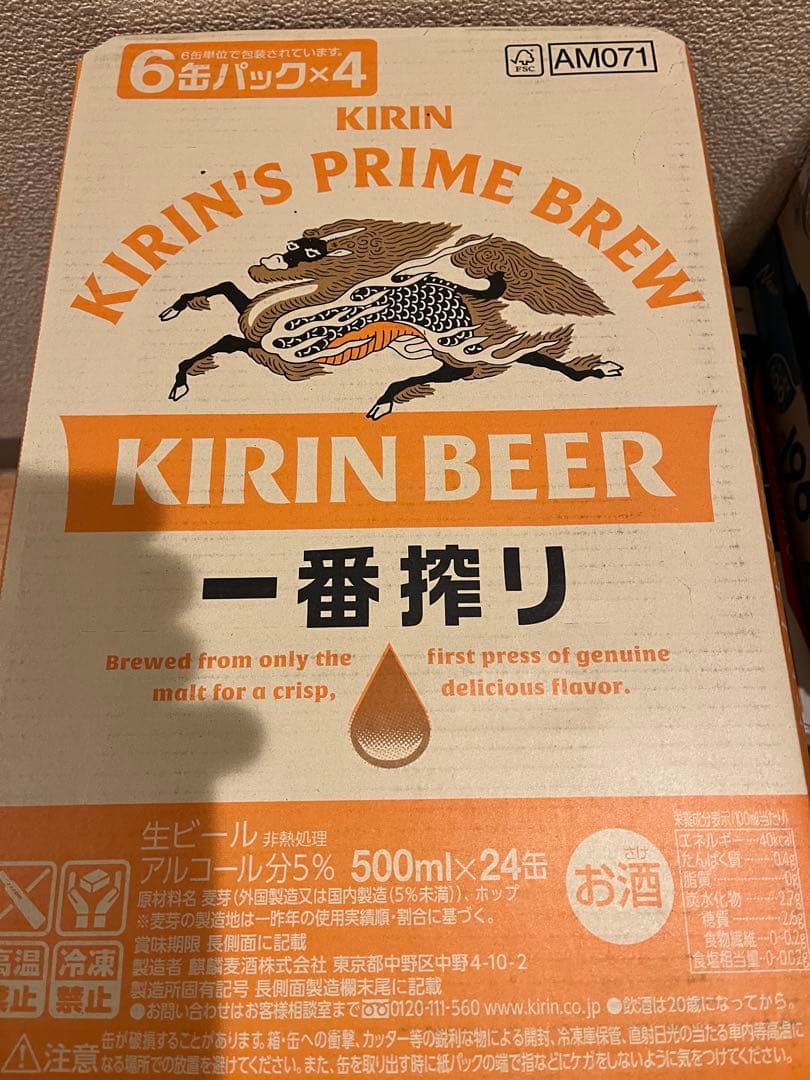 6缶単位で包装されています。
6缶パック×4
FSC
AM071
KIRIN
KIRIN'S PRIME BREW
KIRIN BEER
一番搾り
Brewed from only the first press of genuine
malt for a crisp, delicious flavor.
生ビール 非熱処理
アルコール分5% 500ml×24缶
原材料名 麦芽(外国製造又は国内製造(5%未満))、ホップ
※麦芽の製造地は一昨年の使用実績順・割合に基づく。
賞味期限 長側面に記載
製造者 麒麟麦酒株式会社 東京都中野区中野4-10-2
製造所固有記号 長側面製造欄末尾に記載
●お問い合わせはお客様相談室まで 0120-111-560 www.kirin.co.jp ●飲酒は20歳になってから。
さけ
お酒
栄養成分表示(100ml当たり)
エネルギー…40kcal
たんぱく質…0.4g
脂質…0g
炭水化物…2.7g
糖質…2.6g
食物繊維…0~0.2g
食塩相当量…0~0.02g
高温
禁止
冷凍
禁止
注意
缶が破損することがあります。箱・缶への衝撃、カッター等の鋭利な物による開封、冷凍庫保管、直射日光の当たる車内等高温に
なる場所での放置を避けてください。また、缶を取り出す時に紙パックの端で指などにケガをしないように気をつけてください。